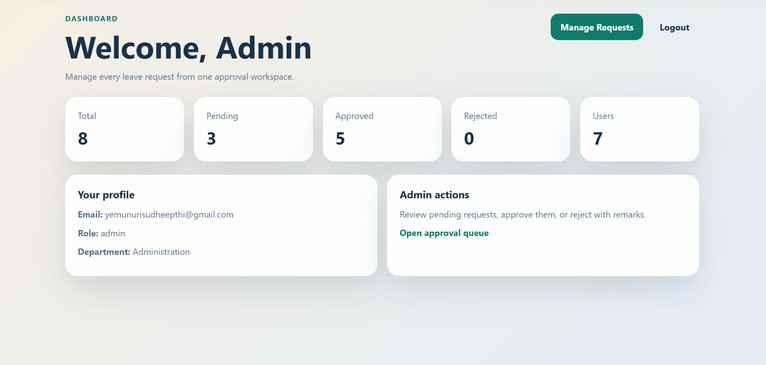 DASHBOARD
Welcome, Admin
Manage every leave request from one approval workspace.
Manage Requests
Logout
Total
8
Pending
3
Approved
5
Rejected
0
Users
7
Your profile
Email: yemunurisudheepthi@gmail.com
Role: admin
Department: Administration
Admin actions
Review pending requests, approve them, or reject with remarks.
Open approval queue